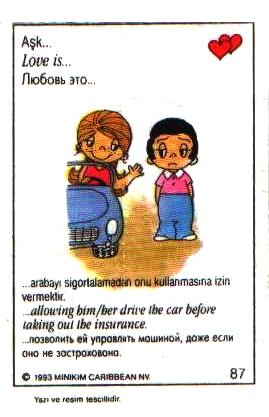 Aşk...
Love is...
Любовь это...
...arabayı sigortalamadan onu kullanmasına izin
vermektir.
...allowing him/her drive the car before
taking out the insurance.
...позволить ей управлять машиной, даже если
оно не застраховано.
© 1993 MINIKIM CARIBBEAN NV.
87
Yazı ve resim tescillidir.